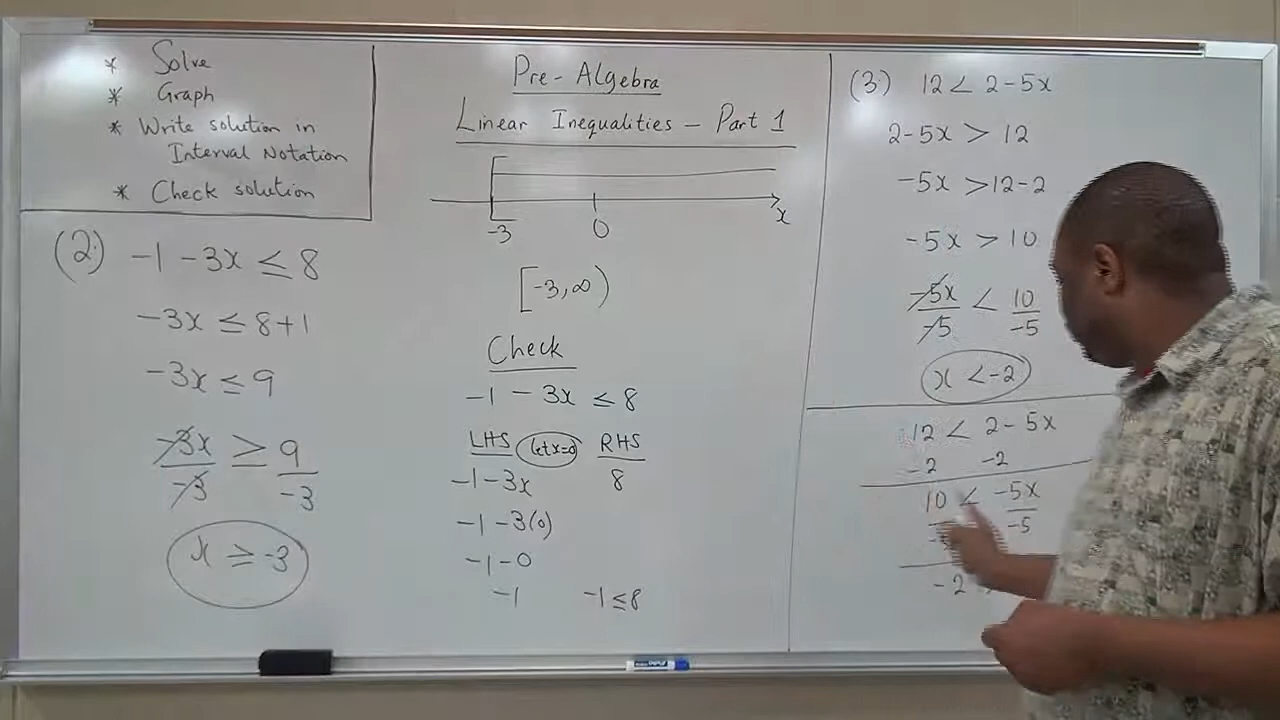 * Solve
* Graph
* Write solution in
Interval Notation
* Check solution
(2) -1 - 3x ≤ 8
-3x ≤ 8+1
-3x ≤ 9
-3x ≥ 9
-3 -3
x ≥ -3
Pre-Algebra
Linear Inequalities - Part 1
-3 0 x
[-3, ∞)
Check
-1 - 3x ≤ 8
LHS let x=0 RHS
-1 - 3x 8
-1 - 3(0)
-1 - 0
-1 -1 ≤ 8
(3) 12 < 2 - 5x
2 - 5x > 12
-5x > 12 - 2
-5x > 10
-5x < 10
-5 -5
x < -2
12 < 2 - 5x
-2 -2
10 < -5x
-5
-2